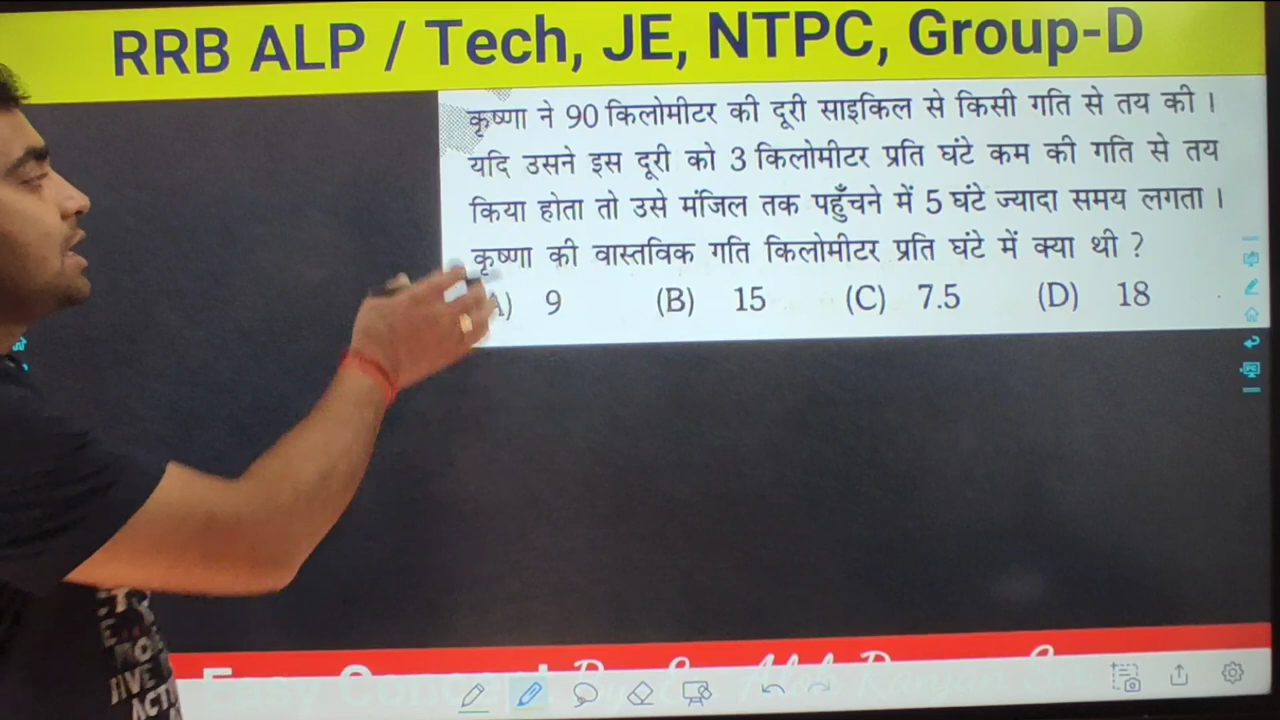 RRB ALP / Tech, JE, NTPC, Group-D
कृष्णा ने 90 किलोमीटर की दूरी साइकिल से किसी गति से तय की ।
यदि उसने इस दूरी को 3 किलोमीटर प्रति घंटे कम की गति से तय
किया होता तो उसे मंजिल तक पहुँचने में 5 घंटे ज्यादा समय लगता ।
कृष्णा की वास्तविक गति किलोमीटर प्रति घंटे में क्या थी ?
A) 9 (B) 15 (C) 7.5 (D) 18
PC